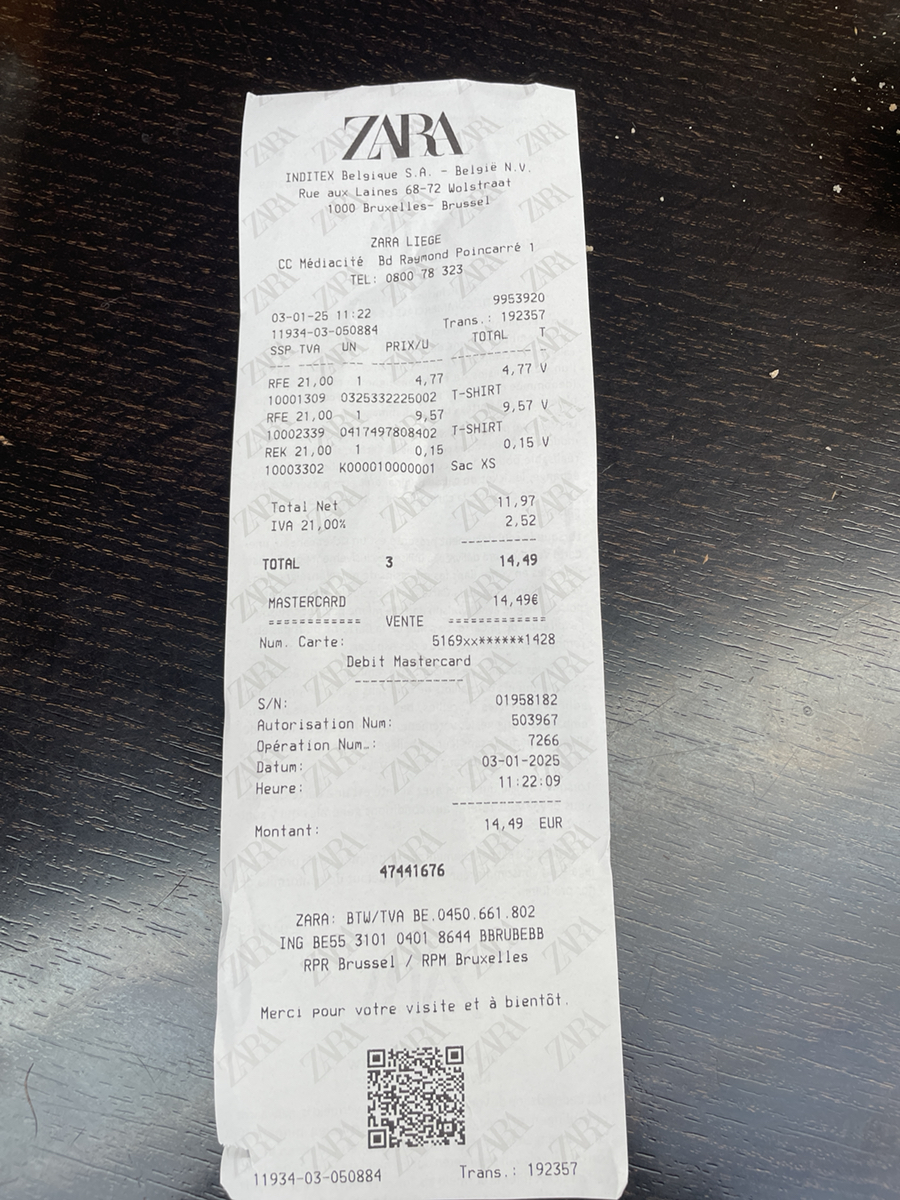 ZARA
INDITEX Belgique S.A. - België N.V.
Rue aux Laines 68-72 Wolstraat
1000 Bruxelles- Brussel
ZARA LIEGE
CC Médiacité Bd Raymond Poincarré 1
TEL: 0800 78 323
9953920
03-01-25 11:22
11934-03-050884 Trans.: 192357
SSP TVA UN PRIX/U TOTAL T
RFE 21,00 1 4,77 4,77 V
10001309 0325332225002 T-SHIRT
RFE 21,00 1 9,57 9,57 V
10002339 0417497808402 T-SHIRT
REK 21,00 1 0,15 0,15 V
10003302 K000010000001 Sac XS
Total Net 11,97
IVA 21,00% 2,52
----------
TOTAL 3 14,49
MASTERCARD 14,49€
============ VENTE ============
Num. Carte: 5169xx******1428
Debit Mastercard
--------------
S/N: 01958182
Autorisation Num: 503967
Opération Num.: 7266
Datum: 03-01-2025
Heure: 11:22:09
--------------
Montant: 14,49 EUR
47441676
ZARA: BTW/TVA BE.0450.661.802
ING BE55 3101 0401 8644 BBRUBEBB
RPR Brussel / RPM Bruxelles
Merci pour votre visite et à bientôt.
11934-03-050884 Trans.: 192357